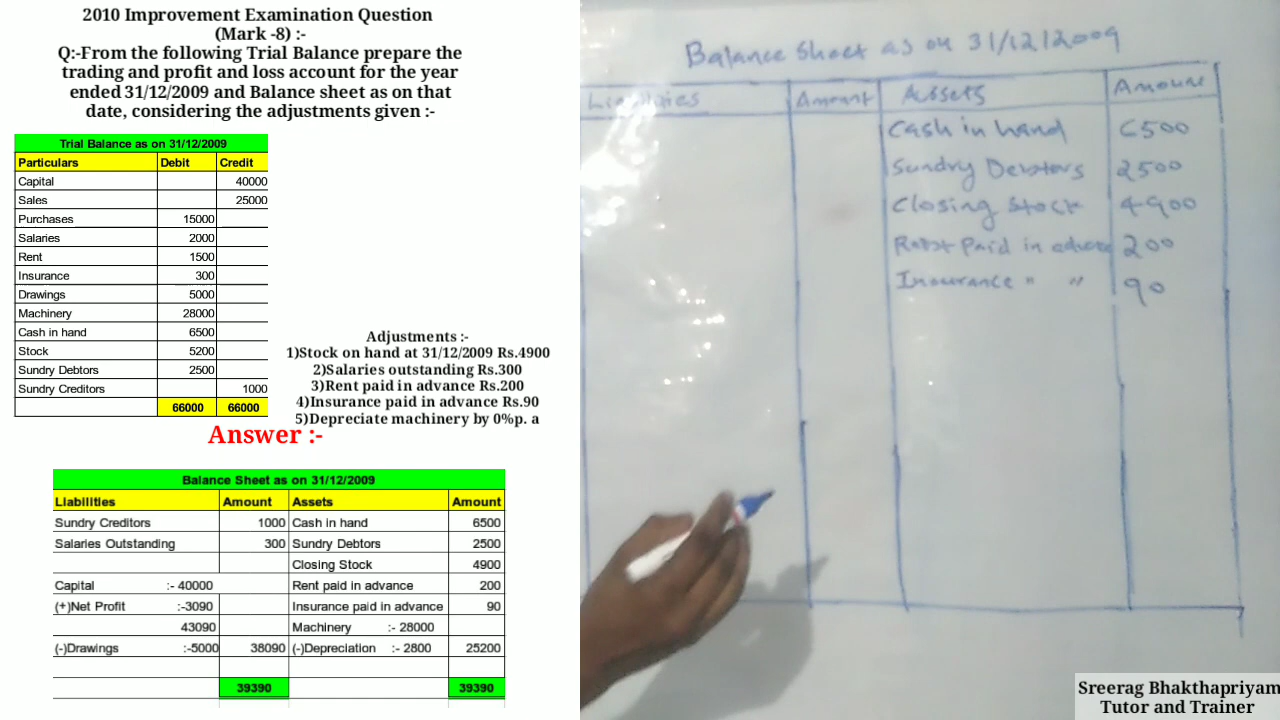 2010 Improvement Examination Question
(Mark -8) :-
Q:-From the following Trial Balance prepare the
trading and profit and loss account for the year
ended 31/12/2009 and Balance sheet as on that
date, considering the adjustments given :-
Trial Balance as on 31/12/2009
Particulars Debit Credit
Capital 40000
Sales 25000
Purchases 15000
Salaries 2000
Rent 1500
Insurance 300
Drawings 5000
Machinery 28000
Cash in hand 6500
Stock 5200
Sundry Debtors 2500
Sundry Creditors 1000
66000 66000
Adjustments :-
1)Stock on hand at 31/12/2009 Rs.4900
2)Salaries outstanding Rs.300
3)Rent paid in advance Rs.200
4)Insurance paid in advance Rs.90
5)Depreciate machinery by 0%p. a
Answer :-
Balance Sheet as on 31/12/2009
Liabilities Amount Assets Amount
Sundry Creditors 1000 Cash in hand 6500
Salaries Outstanding 300 Sundry Debtors 2500
Closing Stock 4900
Capital :- 40000 Rent paid in advance 200
(+)Net Profit :-3090 Insurance paid in advance 90
43090 Machinery :- 28000
(-)Drawings :-5000 38090 (-)Depreciation :- 2800 25200
39390 39390
Balance Sheet as on 31/12/2009
Liabilities Amount Assets Amount
Cash in hand 6500
Sundry Debtors 2500
Closing Stock 4900
Rent Paid in advance 200
Insurance " " 90
Sreerag Bhakthapriyam
Tutor and Trainer